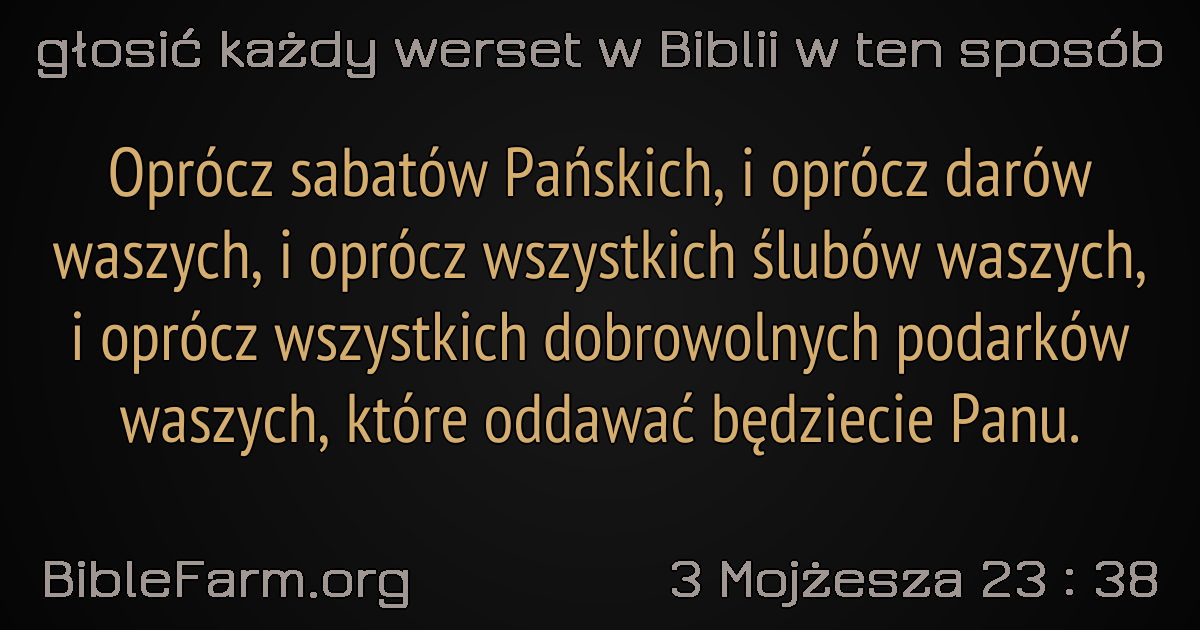 głosić każdy werset w Biblii w ten sposób
Oprócz sabatów Pańskich, i oprócz darów
waszych, i oprócz wszystkich ślubów waszych,
i oprócz wszystkich dobrowolnych podarków
waszych, które oddawać będziecie Panu.
BibleFarm.org
3 Mojżesza 23 : 38